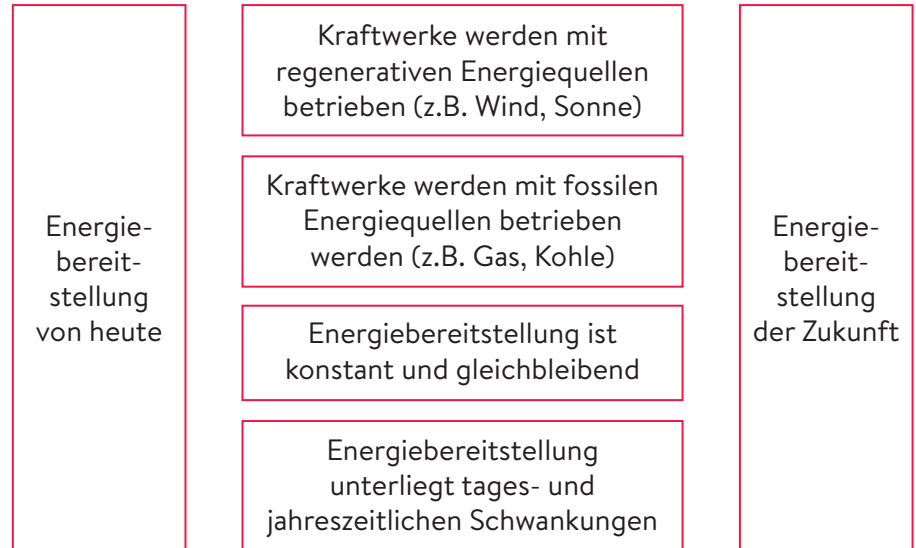 Energie-
bereit-
stellung
von heute
Kraftwerke werden mit
regenerativen Energiequellen
betrieben (z.B. Wind, Sonne)
Kraftwerke werden mit fossilen
Energiequellen betrieben
werden (z.B. Gas, Kohle)
Energiebereitstellung ist
konstant und gleichbleibend
Energiebereitstellung
unterliegt tages- und
jahreszeitlichen Schwankungen
Energie-
bereit-
stellung
der Zukunft